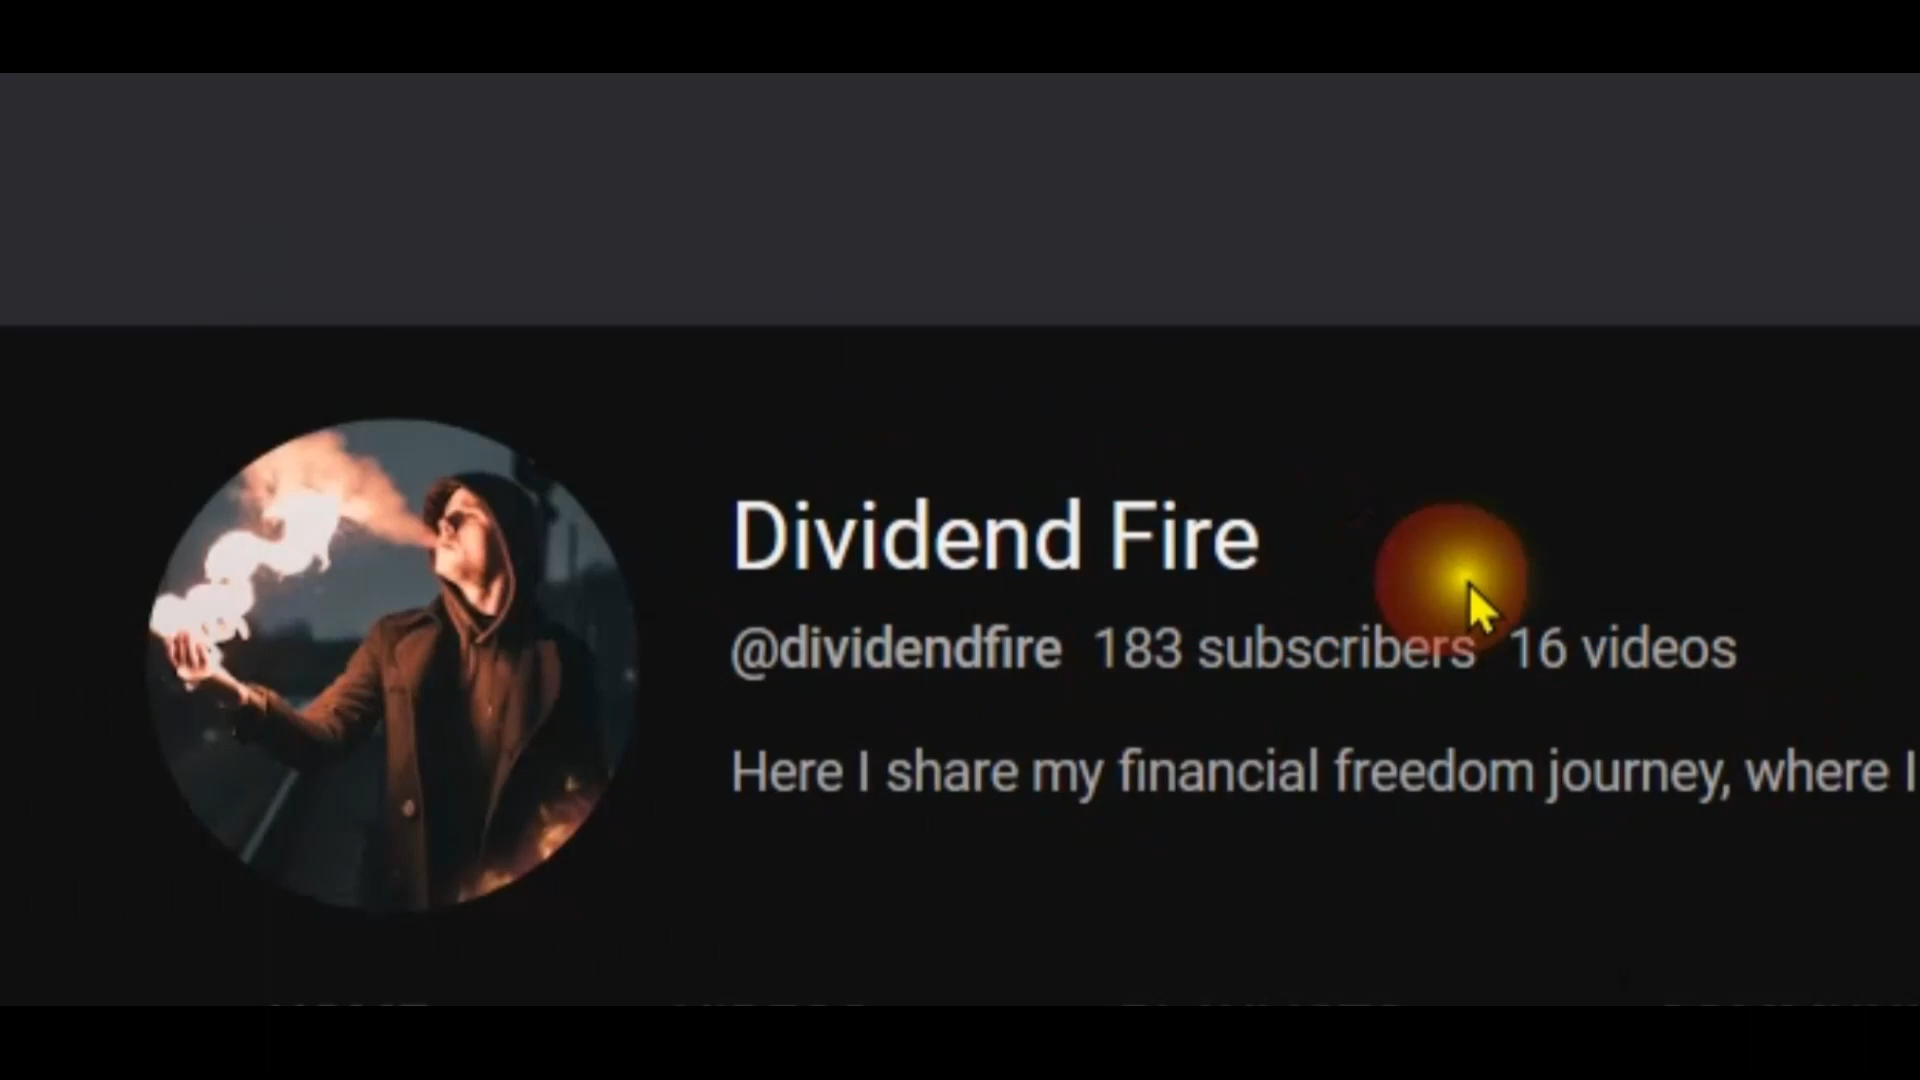 Dividend Fire
@dividendfire 183 subscribers 16 videos
Here I share my financial freedom journey, where I